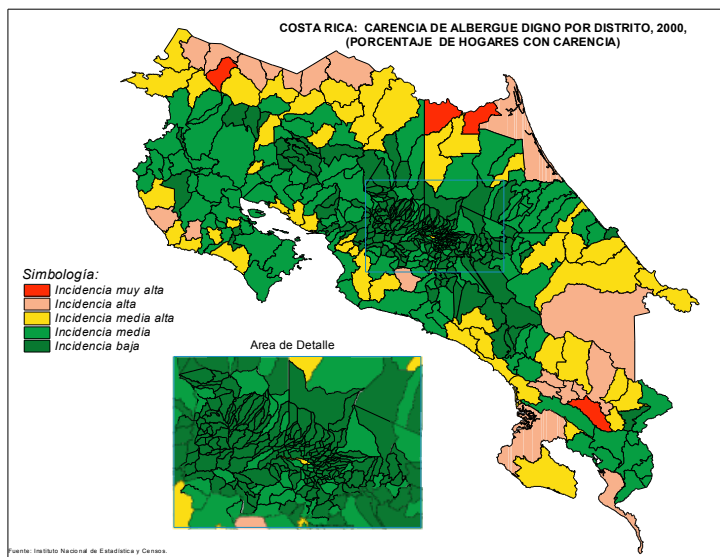 COSTA RICA: CARENCIA DE ALBERGUE DIGNO POR DISTRITO, 2000,
(PORCENTAJE DE HOGARES CON CARENCIA)
Simbología:
Incidencia muy alta
Incidencia alta
Incidencia media alta
Incidencia media
Incidencia baja
Area de Detalle
Fuente: Instituto Nacional de Estadística y Censos.